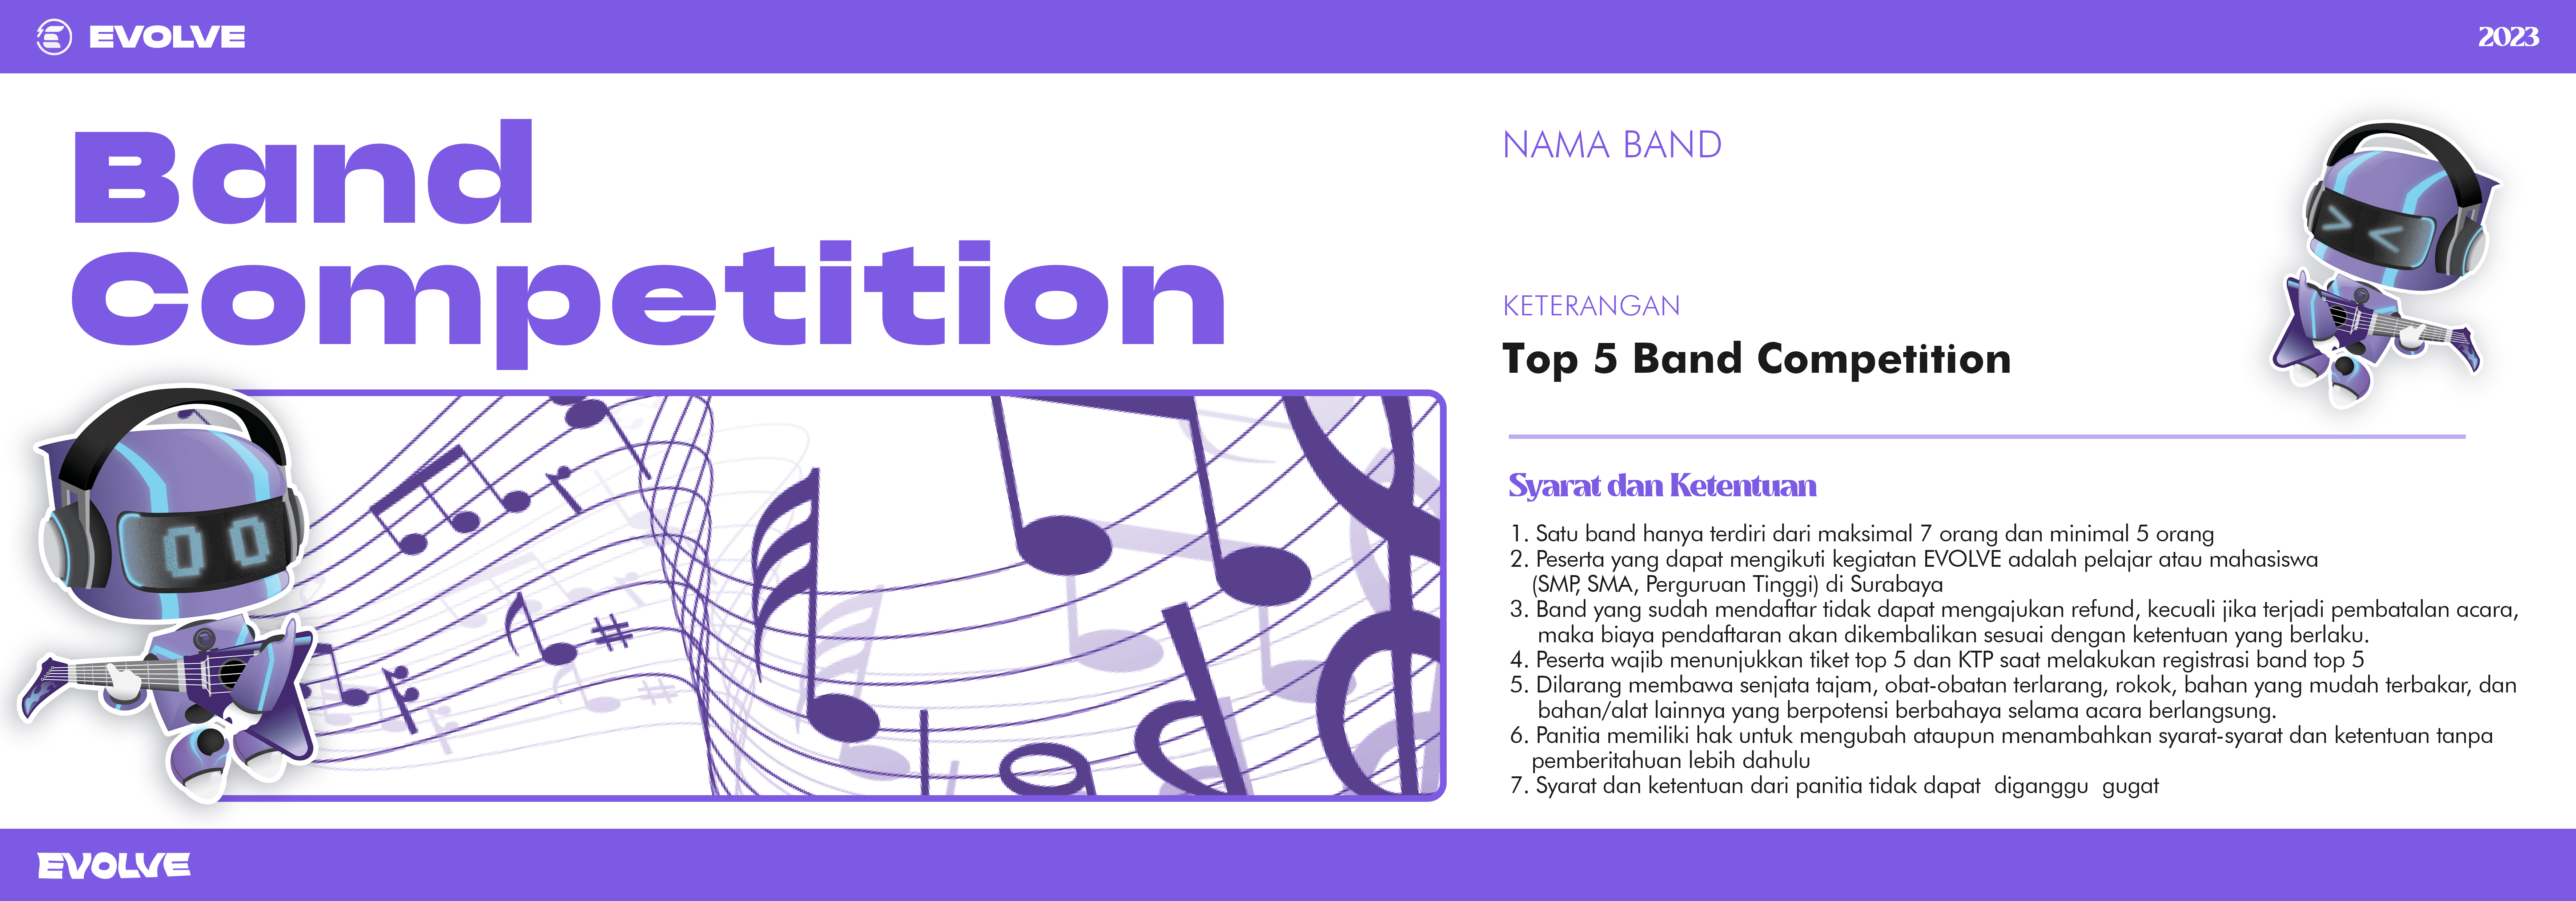 EVOLVE
2023
Band
Competition
NAMA BAND
KETERANGAN
Top 5 Band Competition
Syarat dan Ketentuan
1. Satu band hanya terdiri dari maksimal 7 orang dan minimal 5 orang
2. Peserta yang dapat mengikuti kegiatan EVOLVE adalah pelajar atau mahasiswa
(SMP, SMA, Perguruan Tinggi) di Surabaya
3. Band yang sudah mendaftar tidak dapat mengajukan refund, kecuali jika terjadi pembatalan acara,
maka biaya pendaftaran akan dikembalikan sesuai dengan ketentuan yang berlaku.
4. Peserta wajib menunjukkan tiket top 5 dan KTP saat melakukan registrasi band top 5
5. Dilarang membawa senjata tajam, obat-obatan terlarang, rokok, bahan yang mudah terbakar, dan
bahan/alat lainnya yang berpotensi berbahaya selama acara berlangsung.
6. Panitia memiliki hak untuk mengubah ataupun menambahkan syarat-syarat dan ketentuan tanpa
pemberitahuan lebih dahulu
7. Syarat dan ketentuan dari panitia tidak dapat diganggu gugat
EVOLVE